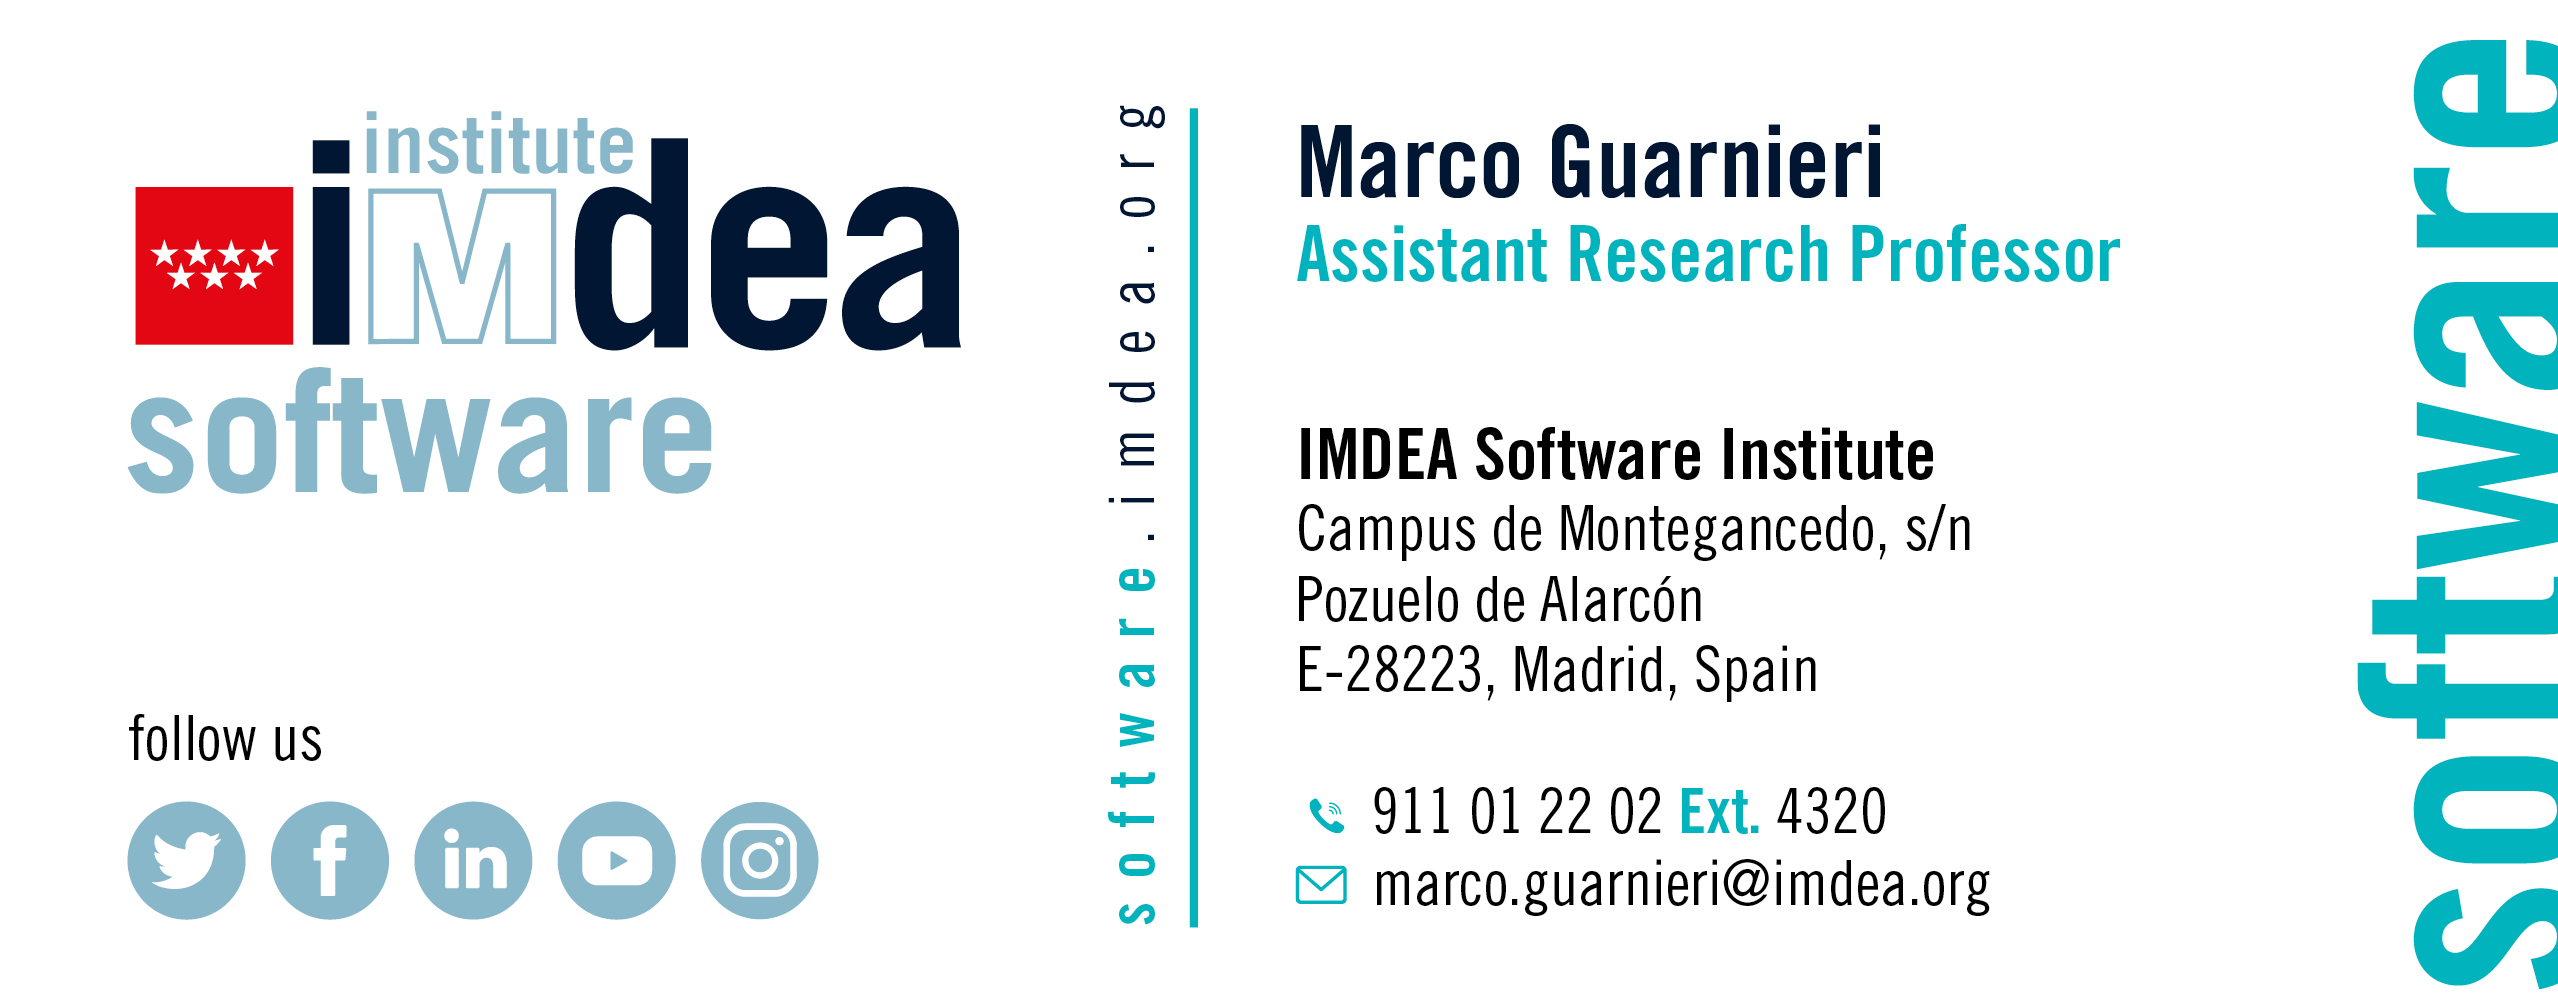 institute
imdea
software
follow us
software.imdea.org
Marco Guarnieri
Assistant Research Professor
IMDEA Software Institute
Campus de Montegancedo, s/n
Pozuelo de Alarcón
E-28223, Madrid, Spain
911 01 22 02 Ext. 4320
marco.guarnieri@imdea.org
software